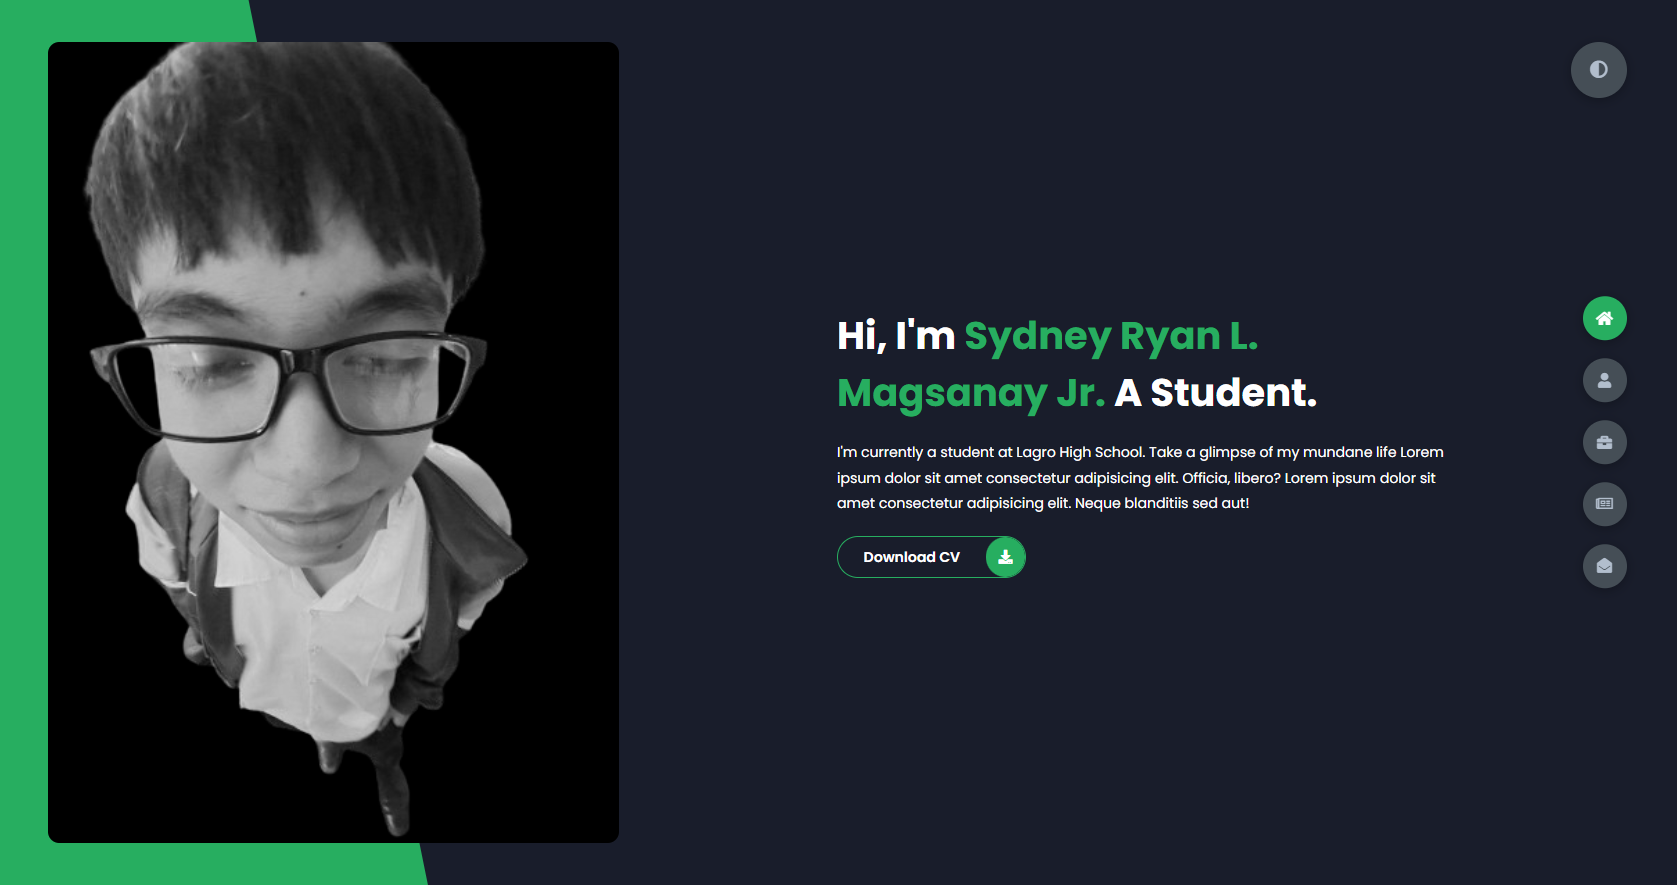 Hi, I'm Sydney Ryan L.
Magsanay Jr. A Student.
I'm currently a student at Lagro High School. Take a glimpse of my mundane life Lorem
ipsum dolor sit amet consectetur adipisicing elit. Officia, libero? Lorem ipsum dolor sit
amet consectetur adipisicing elit. Neque blanditiis sed aut!
Download CV